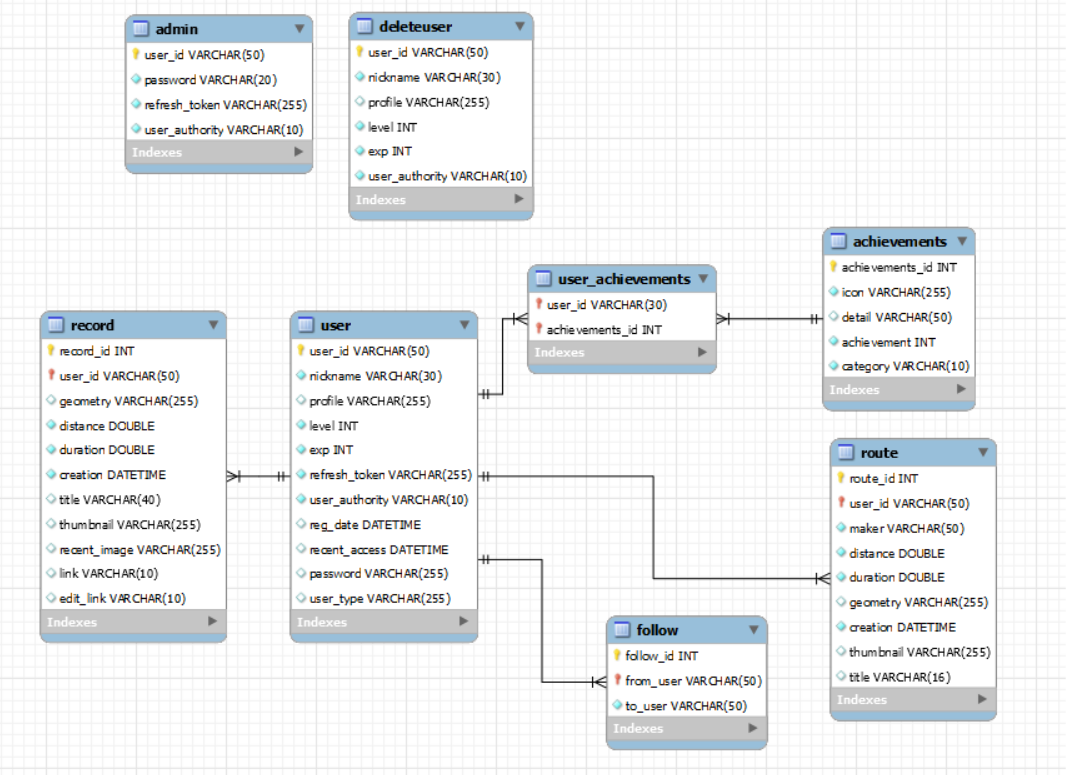 admin
user_id VARCHAR(50)
password VARCHAR(20)
refresh_token VARCHAR(255)
user_authority VARCHAR(10)
Indexes
deleteuser
user_id VARCHAR(50)
nickname VARCHAR(30)
profile VARCHAR(255)
level INT
exp INT
user_authority VARCHAR(10)
Indexes
achievements
achievements_id INT
icon VARCHAR(255)
detail VARCHAR(50)
achievement INT
category VARCHAR(10)
Indexes
user_achievements
user_id VARCHAR(30)
achievements_id INT
Indexes
record
record_id INT
user_id VARCHAR(50)
geometry VARCHAR(255)
distance DOUBLE
duration DOUBLE
creation DATETIME
title VARCHAR(40)
thumbnail VARCHAR(255)
recent_image VARCHAR(255)
link VARCHAR(10)
edit_link VARCHAR(10)
Indexes
user
user_id VARCHAR(50)
nickname VARCHAR(30)
profile VARCHAR(255)
level INT
exp INT
refresh_token VARCHAR(255)
user_authority VARCHAR(10)
reg_date DATETIME
recent_access DATETIME
password VARCHAR(255)
user_type VARCHAR(255)
Indexes
route
route_id INT
user_id VARCHAR(50)
maker VARCHAR(50)
distance DOUBLE
duration DOUBLE
geometry VARCHAR(255)
creation DATETIME
thumbnail VARCHAR(255)
title VARCHAR(16)
Indexes
follow
follow_id INT
from_user VARCHAR(50)
to_user VARCHAR(50)
Indexes